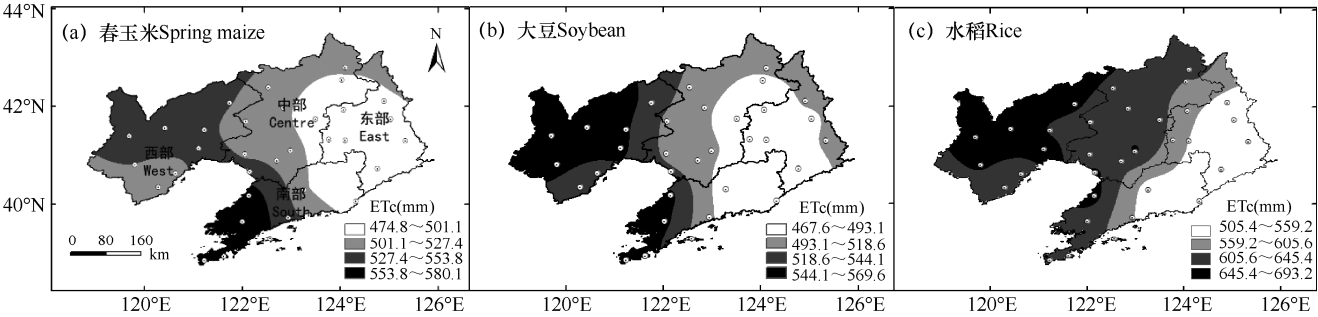 44°N
42°N
40°N
(a) 春玉米Spring maize
N
中部
Centre
东部
East
西部
West
南部
South
0 80 160
km
ETc(mm)
474.8～501.1
501.1～527.4
527.4～553.8
553.8～580.1
120°E 122°E 124°E 126°E
(b) 大豆Soybean
ETc(mm)
467.6～493.1
493.1～518.6
518.6～544.1
544.1～569.6
120°E 122°E 124°E 126°E
(c) 水稻Rice
ETc(mm)
505.4～559.2
559.2～605.6
605.6～645.4
645.4～693.2
120°E 122°E 124°E 126°E